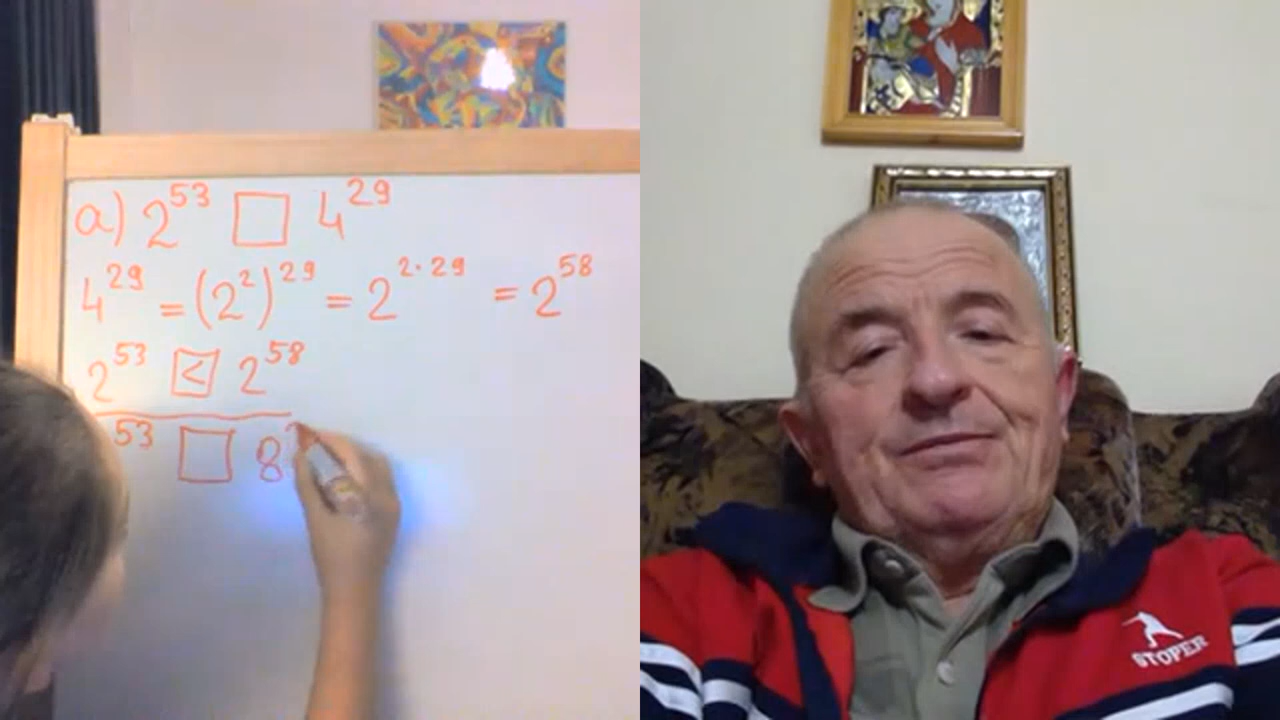 a) 2^53 □ 4^29
4^29 = (2^2)^29 = 2^(2·29) = 2^58
2^53 < 2^58
53 □ 8
STOPER